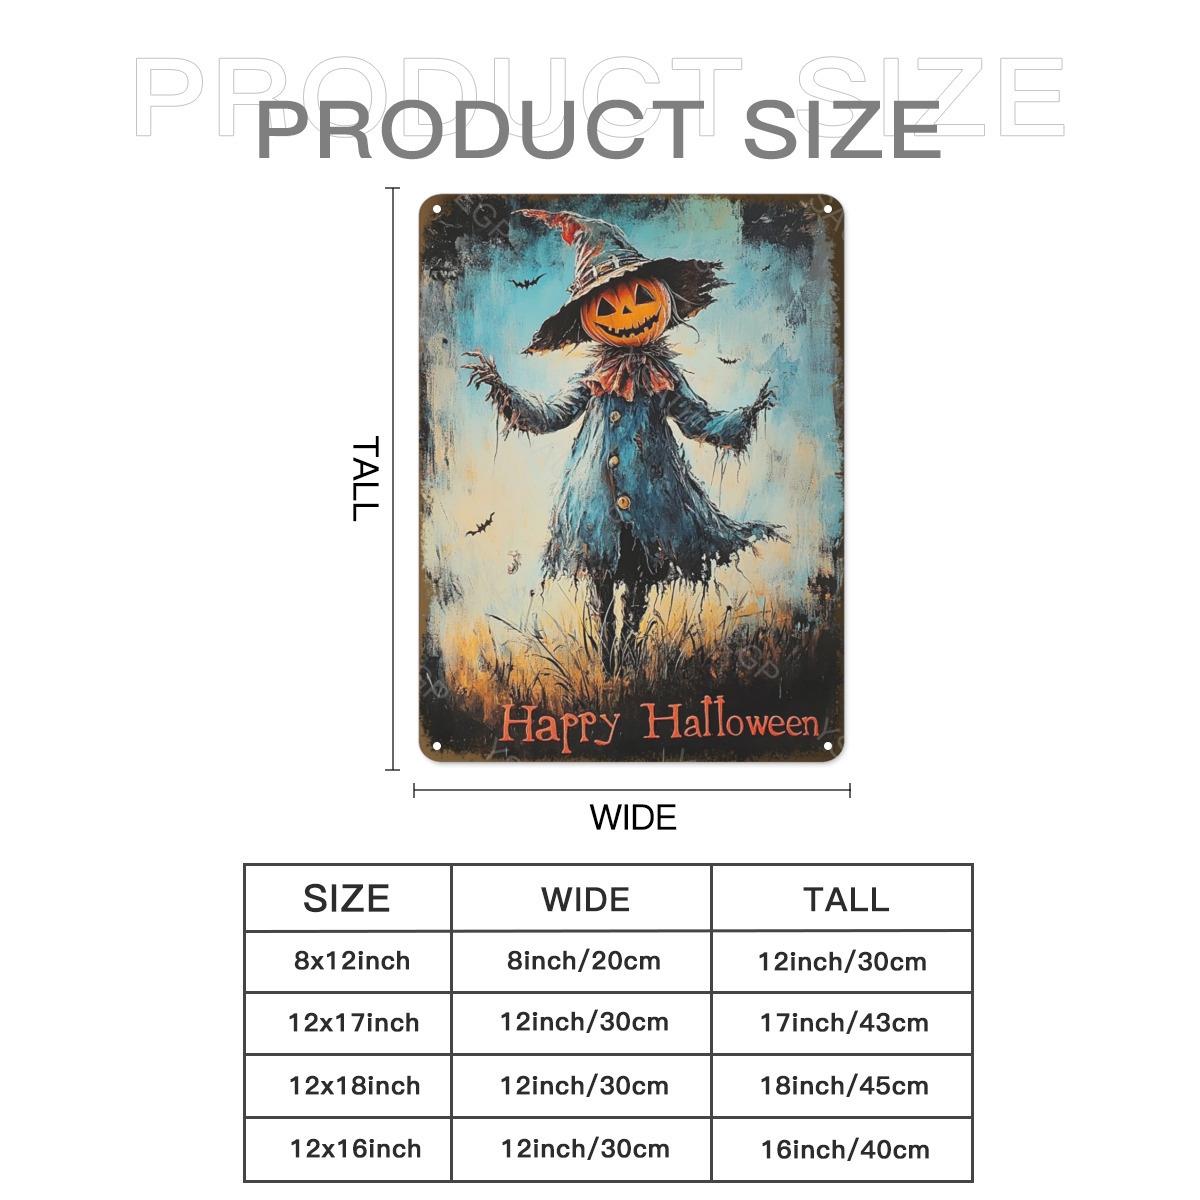 PRODUCT SIZE
PRODUCT SIZE
TALL
Happy Halloween
WIDE
SIZE WIDE TALL
8x12inch 8inch/20cm 12inch/30cm
12x17inch 12inch/30cm 17inch/43cm
12x18inch 12inch/30cm 18inch/45cm
12x16inch 12inch/30cm 16inch/40cm